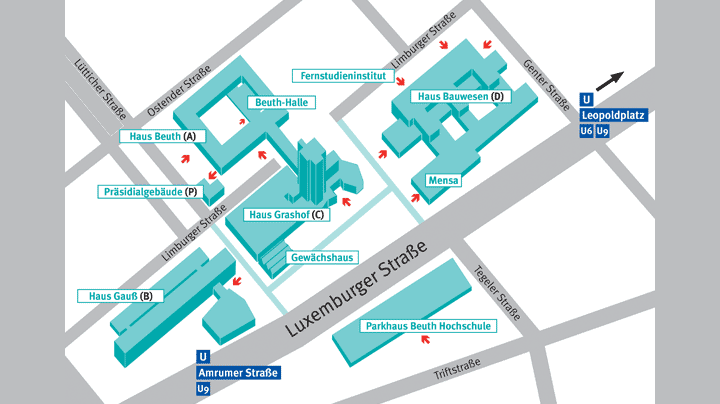 Lütticher Straße
Ostender Straße
Limburger Straße
Genter Straße
Fernstudieninstitut
Beuth-Halle
Haus Bauwesen (D)
U
Leopoldplatz
U6 U9
Haus Beuth (A)
Präsidialgebäude (P)
Mensa
Haus Grashof (C)
Limburger Straße
Gewächshaus
Luxemburger Straße
Tegeler Straße
Haus Gauß (B)
Parkhaus Beuth Hochschule
U
Amrumer Straße
U9
Triftstraße